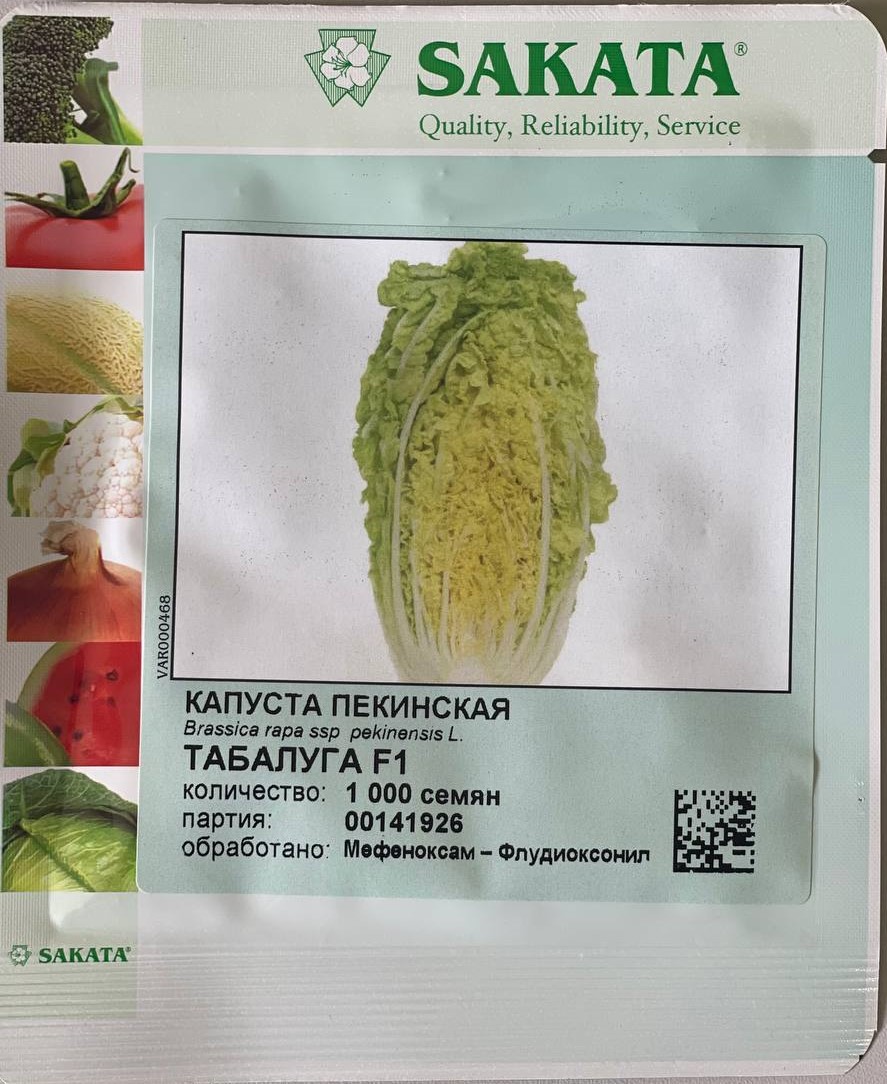 SAKATA®
Quality, Reliability, Service
VAR000468
КАПУСТА ПЕКИНСКАЯ
Brassica rapa ssp pekinensis L.
ТАБАЛУГА F1
количество: 1 000 семян
партия: 00141926
обработано: Мефеноксам – Флудиоксонил
SAKATA®